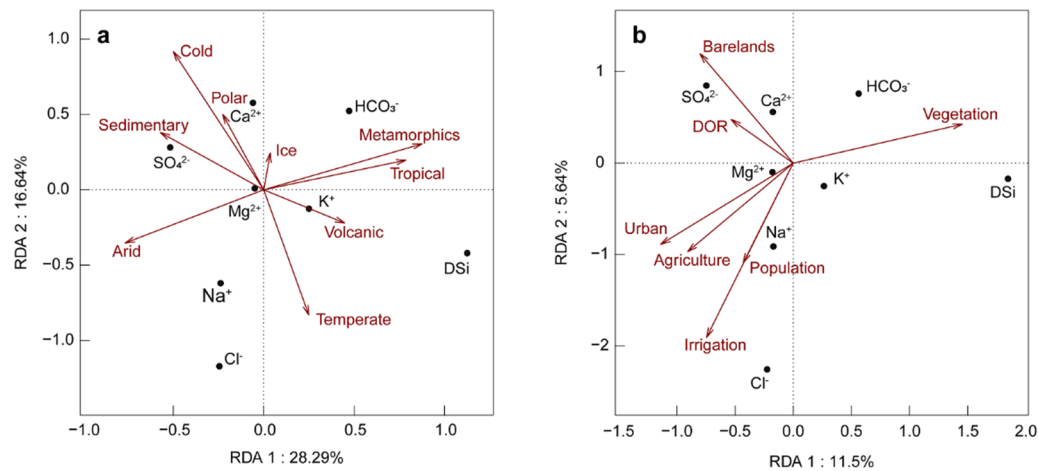 a
1.0
0.5
0.0
−0.5
−1.0
−1.0
−0.5
0.0
0.5
1.0
RDA 2 : 16.64%
RDA 1 : 28.29%
Cold
Polar
Ca²⁺
HCO₃⁻
Sedimentary
SO₄²⁻
Ice
Metamorphics
Tropical
Mg²⁺
K⁺
Volcanic
Arid
DSi
Na⁺
Temperate
Cl⁻
b
1
0
−1
−2
−1.5
−1.0
−0.5
0.0
0.5
1.0
1.5
2.0
RDA 2 : 5.64%
RDA 1 : 11.5%
Barelands
SO₄²⁻
Ca²⁺
HCO₃⁻
DOR
Vegetation
Mg²⁺
K⁺
DSi
Urban
Na⁺
Agriculture
Population
Irrigation
Cl⁻